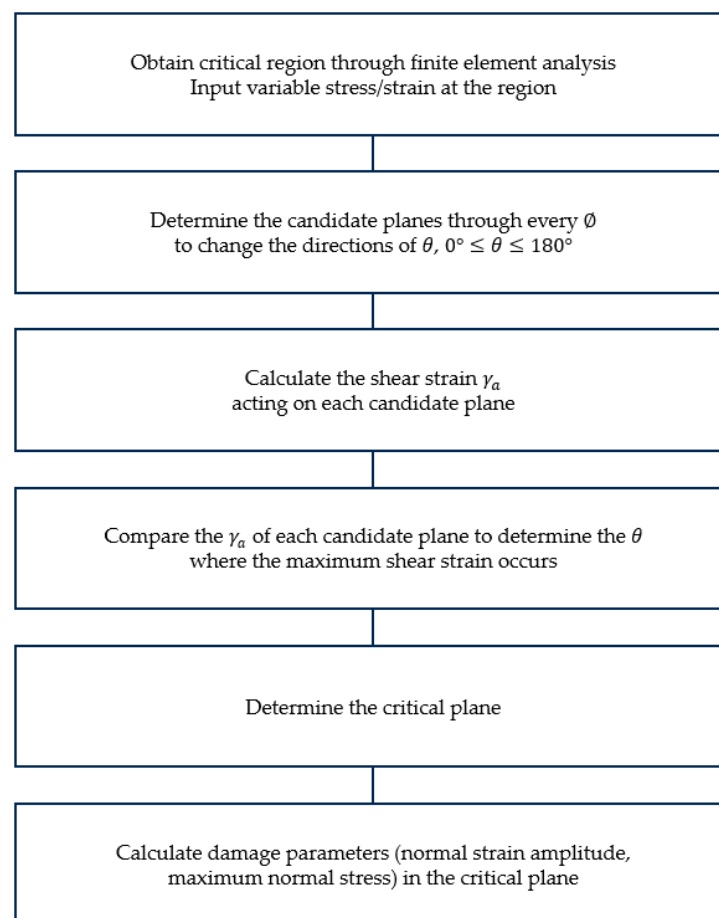 Obtain critical region through finite element analysis
Input variable stress/strain at the region
Determine the candidate planes through every Ø
to change the directions of θ, 0° ≤ θ ≤ 180°
Calculate the shear strain γₐ
acting on each candidate plane
Compare the γₐ of each candidate plane to determine the θ
where the maximum shear strain occurs
Determine the critical plane
Calculate damage parameters (normal strain amplitude,
maximum normal stress) in the critical plane